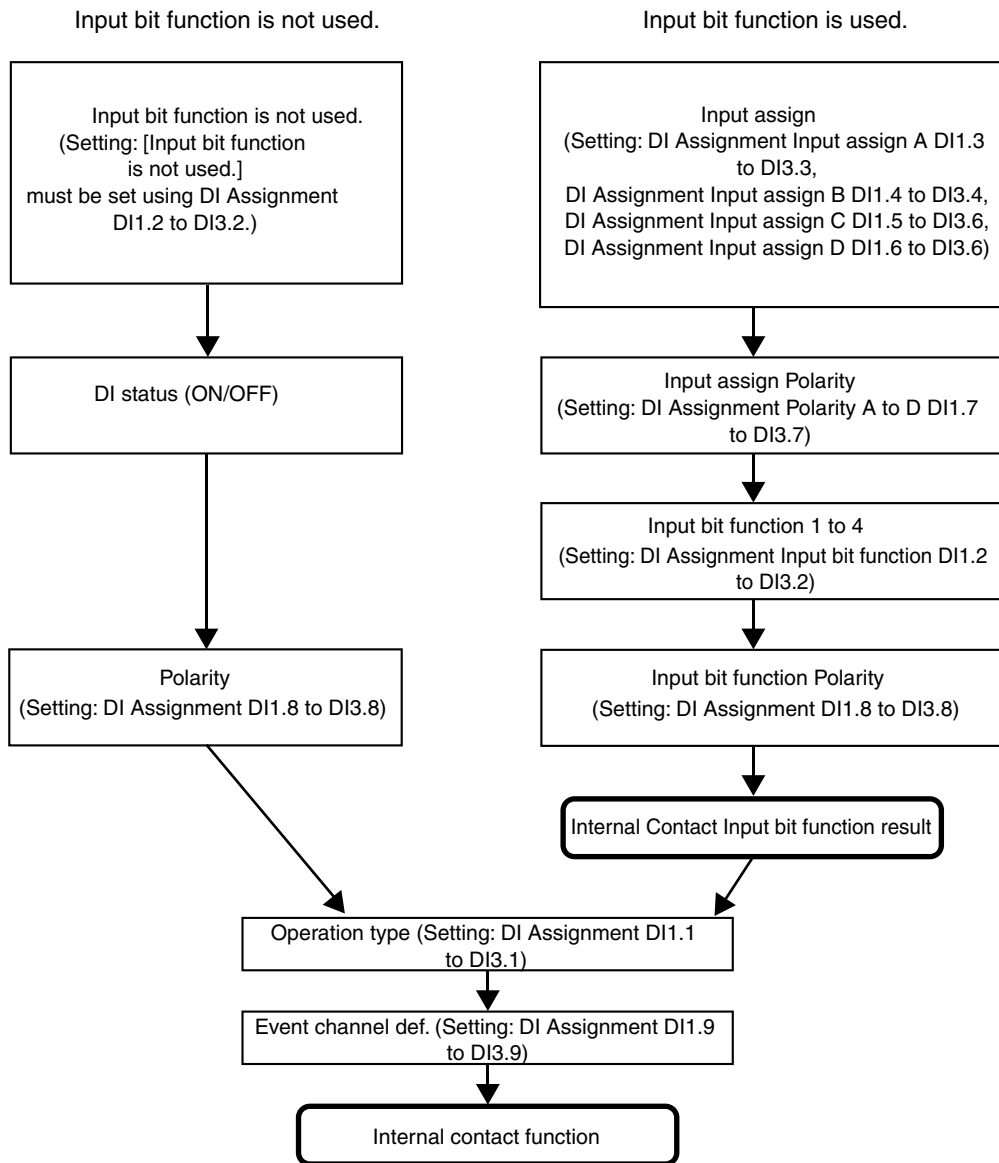 Input bit function is not used.
Input bit function is used.
Input bit function is not used.
(Setting: [Input bit function
is not used.]
must be set using DI Assignment
DI1.2 to DI3.2.)
DI status (ON/OFF)
Polarity
(Setting: DI Assignment DI1.8 to DI3.8)
Input assign
(Setting: DI Assignment Input assign A DI1.3
to DI3.3,
DI Assignment Input assign B DI1.4 to DI3.4,
DI Assignment Input assign C DI1.5 to DI3.6,
DI Assignment Input assign D DI1.6 to DI3.6)
Input assign Polarity
(Setting: DI Assignment Polarity A to D DI1.7
to DI3.7)
Input bit function 1 to 4
(Setting: DI Assignment Input bit function DI1.2
to DI3.2)
Input bit function Polarity
(Setting: DI Assignment DI1.8 to DI3.8)
Internal Contact Input bit function result
Operation type (Setting: DI Assignment DI1.1
to DI3.1)
Event channel def. (Setting: DI Assignment DI1.9
to DI3.9)
Internal contact function